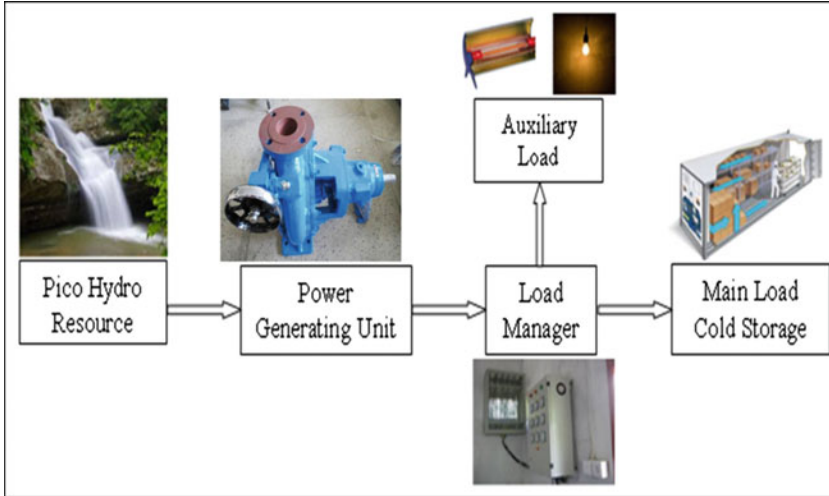 Auxiliary
Load
Pico Hydro
Resource
Power
Generating Unit
Load
Manager
Main Load
Cold Storage